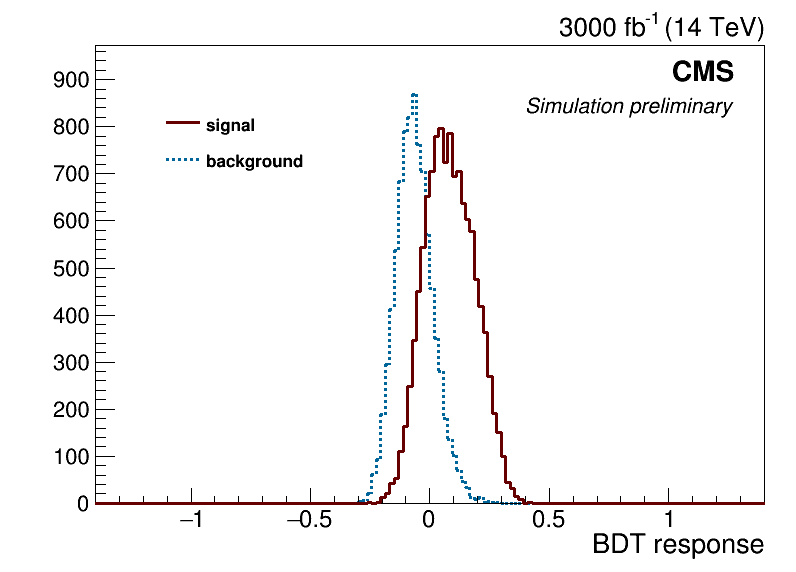 3000 fb-1 (14 TeV)
CMS
Simulation preliminary
signal
background
900
800
700
600
500
400
300
200
100
0
−1
−0.5
0
0.5
1
BDT response